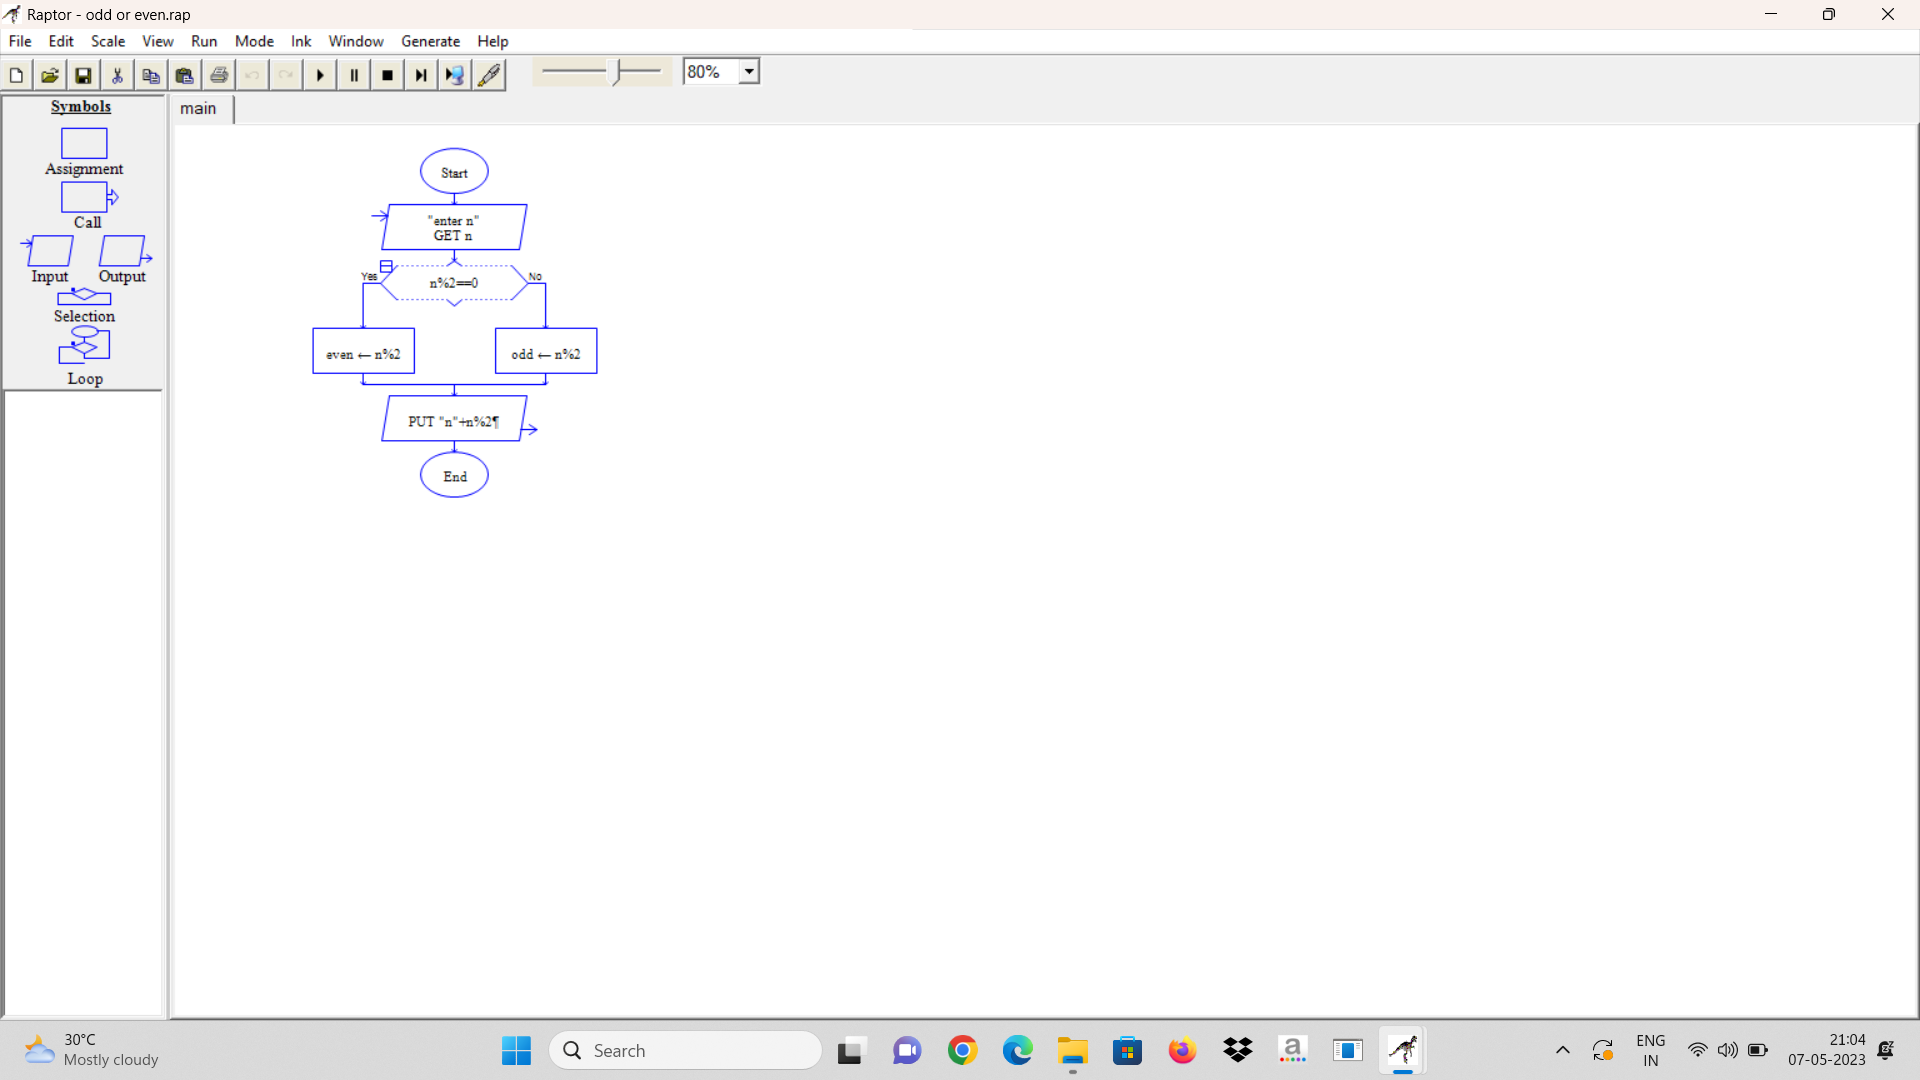 Raptor - odd or even.rap
File Edit Scale View Run Mode Ink Window Generate Help
80%
Symbols
Assignment
Call
Input Output
Selection
Loop
main
Start
"enter n"
GET n
Yes
No
n%2==0
even ← n%2
odd ← n%2
PUT "n"+n%2¶
End
30°C
Mostly cloudy
Search
a
ENG
IN
21:04
07-05-2023